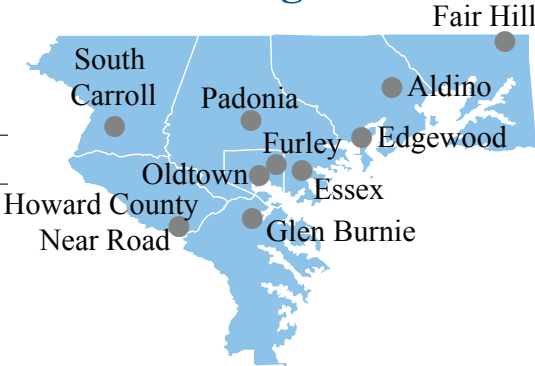 Fair Hill
South
Carroll
Aldino
Padonia
Edgewood
Furley
Oldtown
Essex
Howard County
Near Road
Glen Burnie